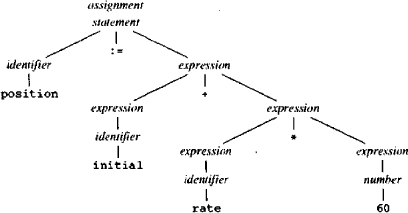 assignment
statement
:=
identifier
expression
position
+
expression
expression
identifier
*
initial
expression
expression
identifier
number
rate
60